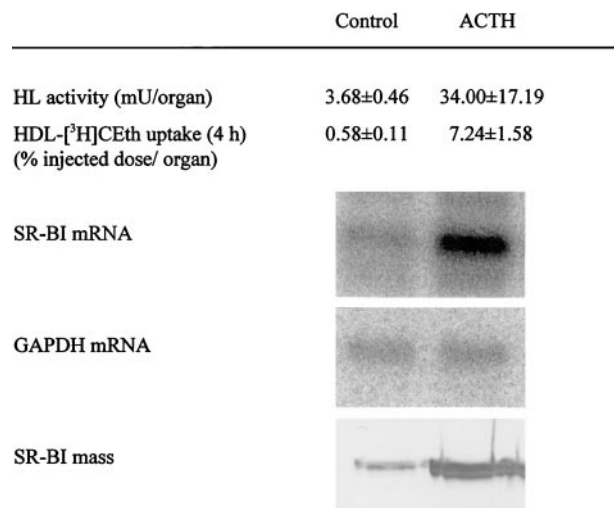 Control ACTH
HL activity (mU/organ) 3.68±0.46 34.00±17.19
HDL-[³H]CEth uptake (4 h) 0.58±0.11 7.24±1.58
(% injected dose/ organ)
SR-BI mRNA
GAPDH mRNA
SR-BI mass